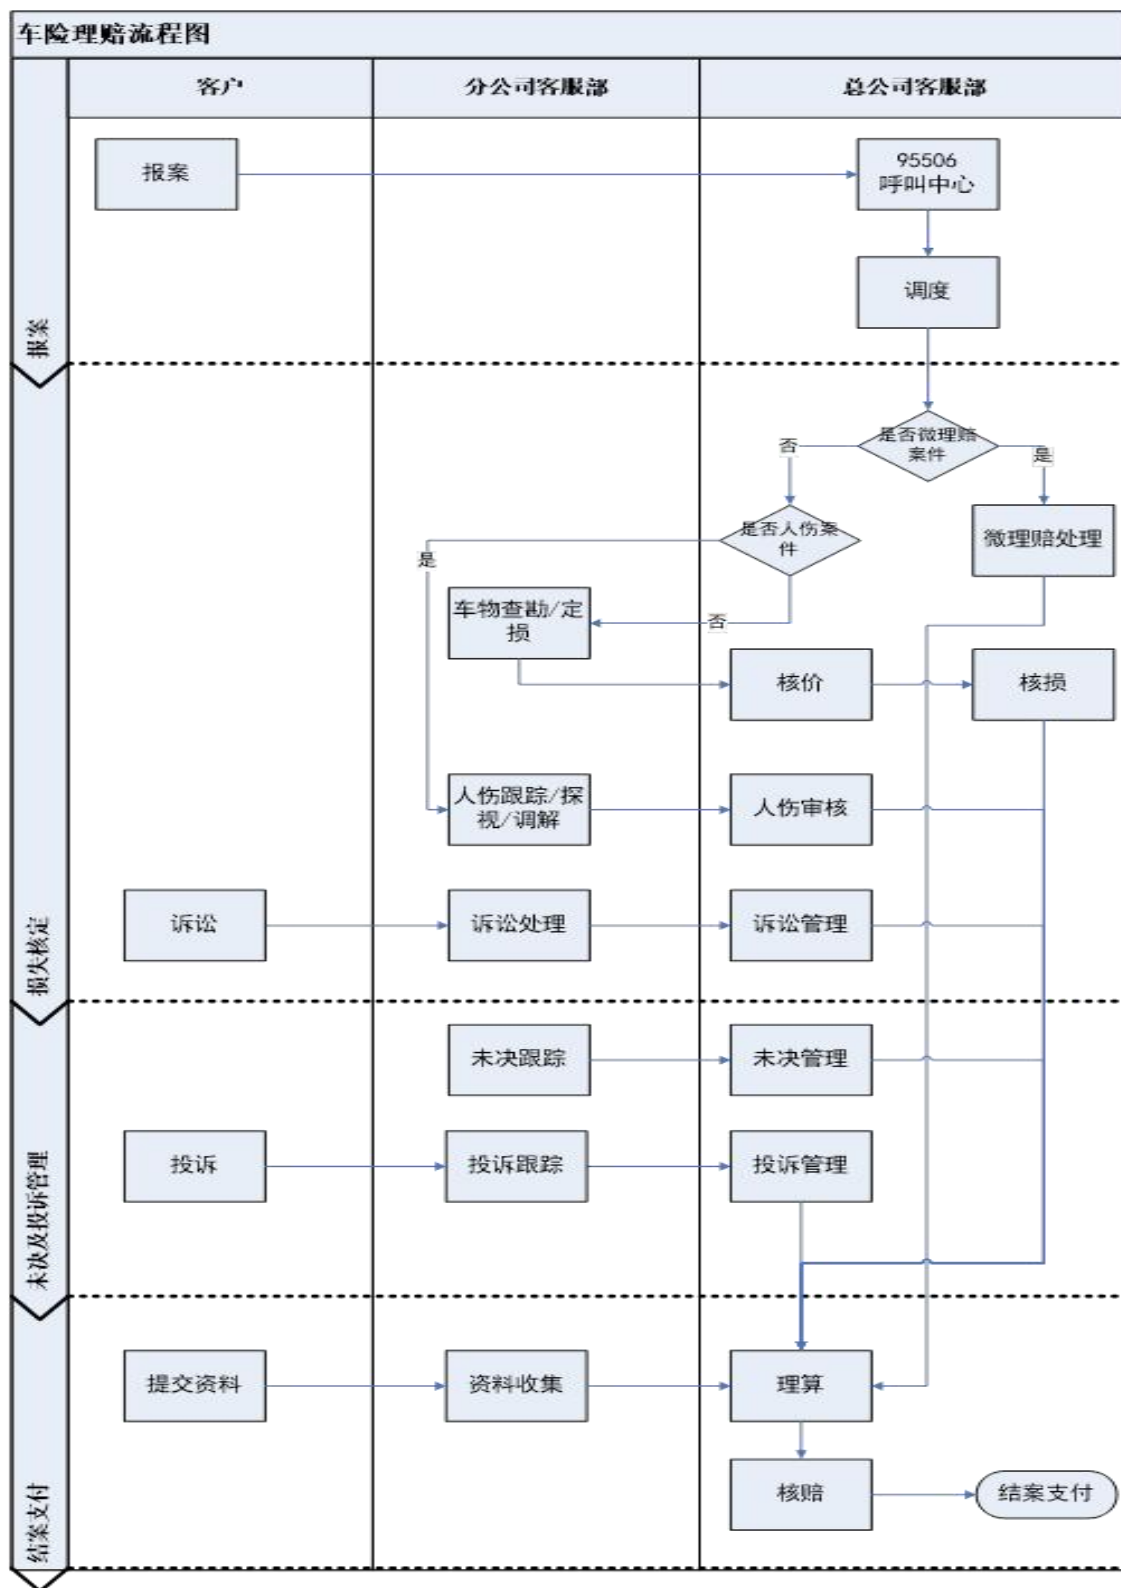 车险理赔流程图
客户
分公司客服部
总公司客服部
报案
95506
呼叫中心
调度
报案
是否微理赔
案件
否
是
是否人伤案
件
微理赔处理
是
车物查勘/定
损
否
核价
核损
人伤跟踪/探
视/调解
人伤审核
诉讼
诉讼处理
诉讼管理
损失核定
未决跟踪
未决管理
投诉
投诉跟踪
投诉管理
未决及投诉管理
提交资料
资料收集
理算
核赔
结案支付
结案支付